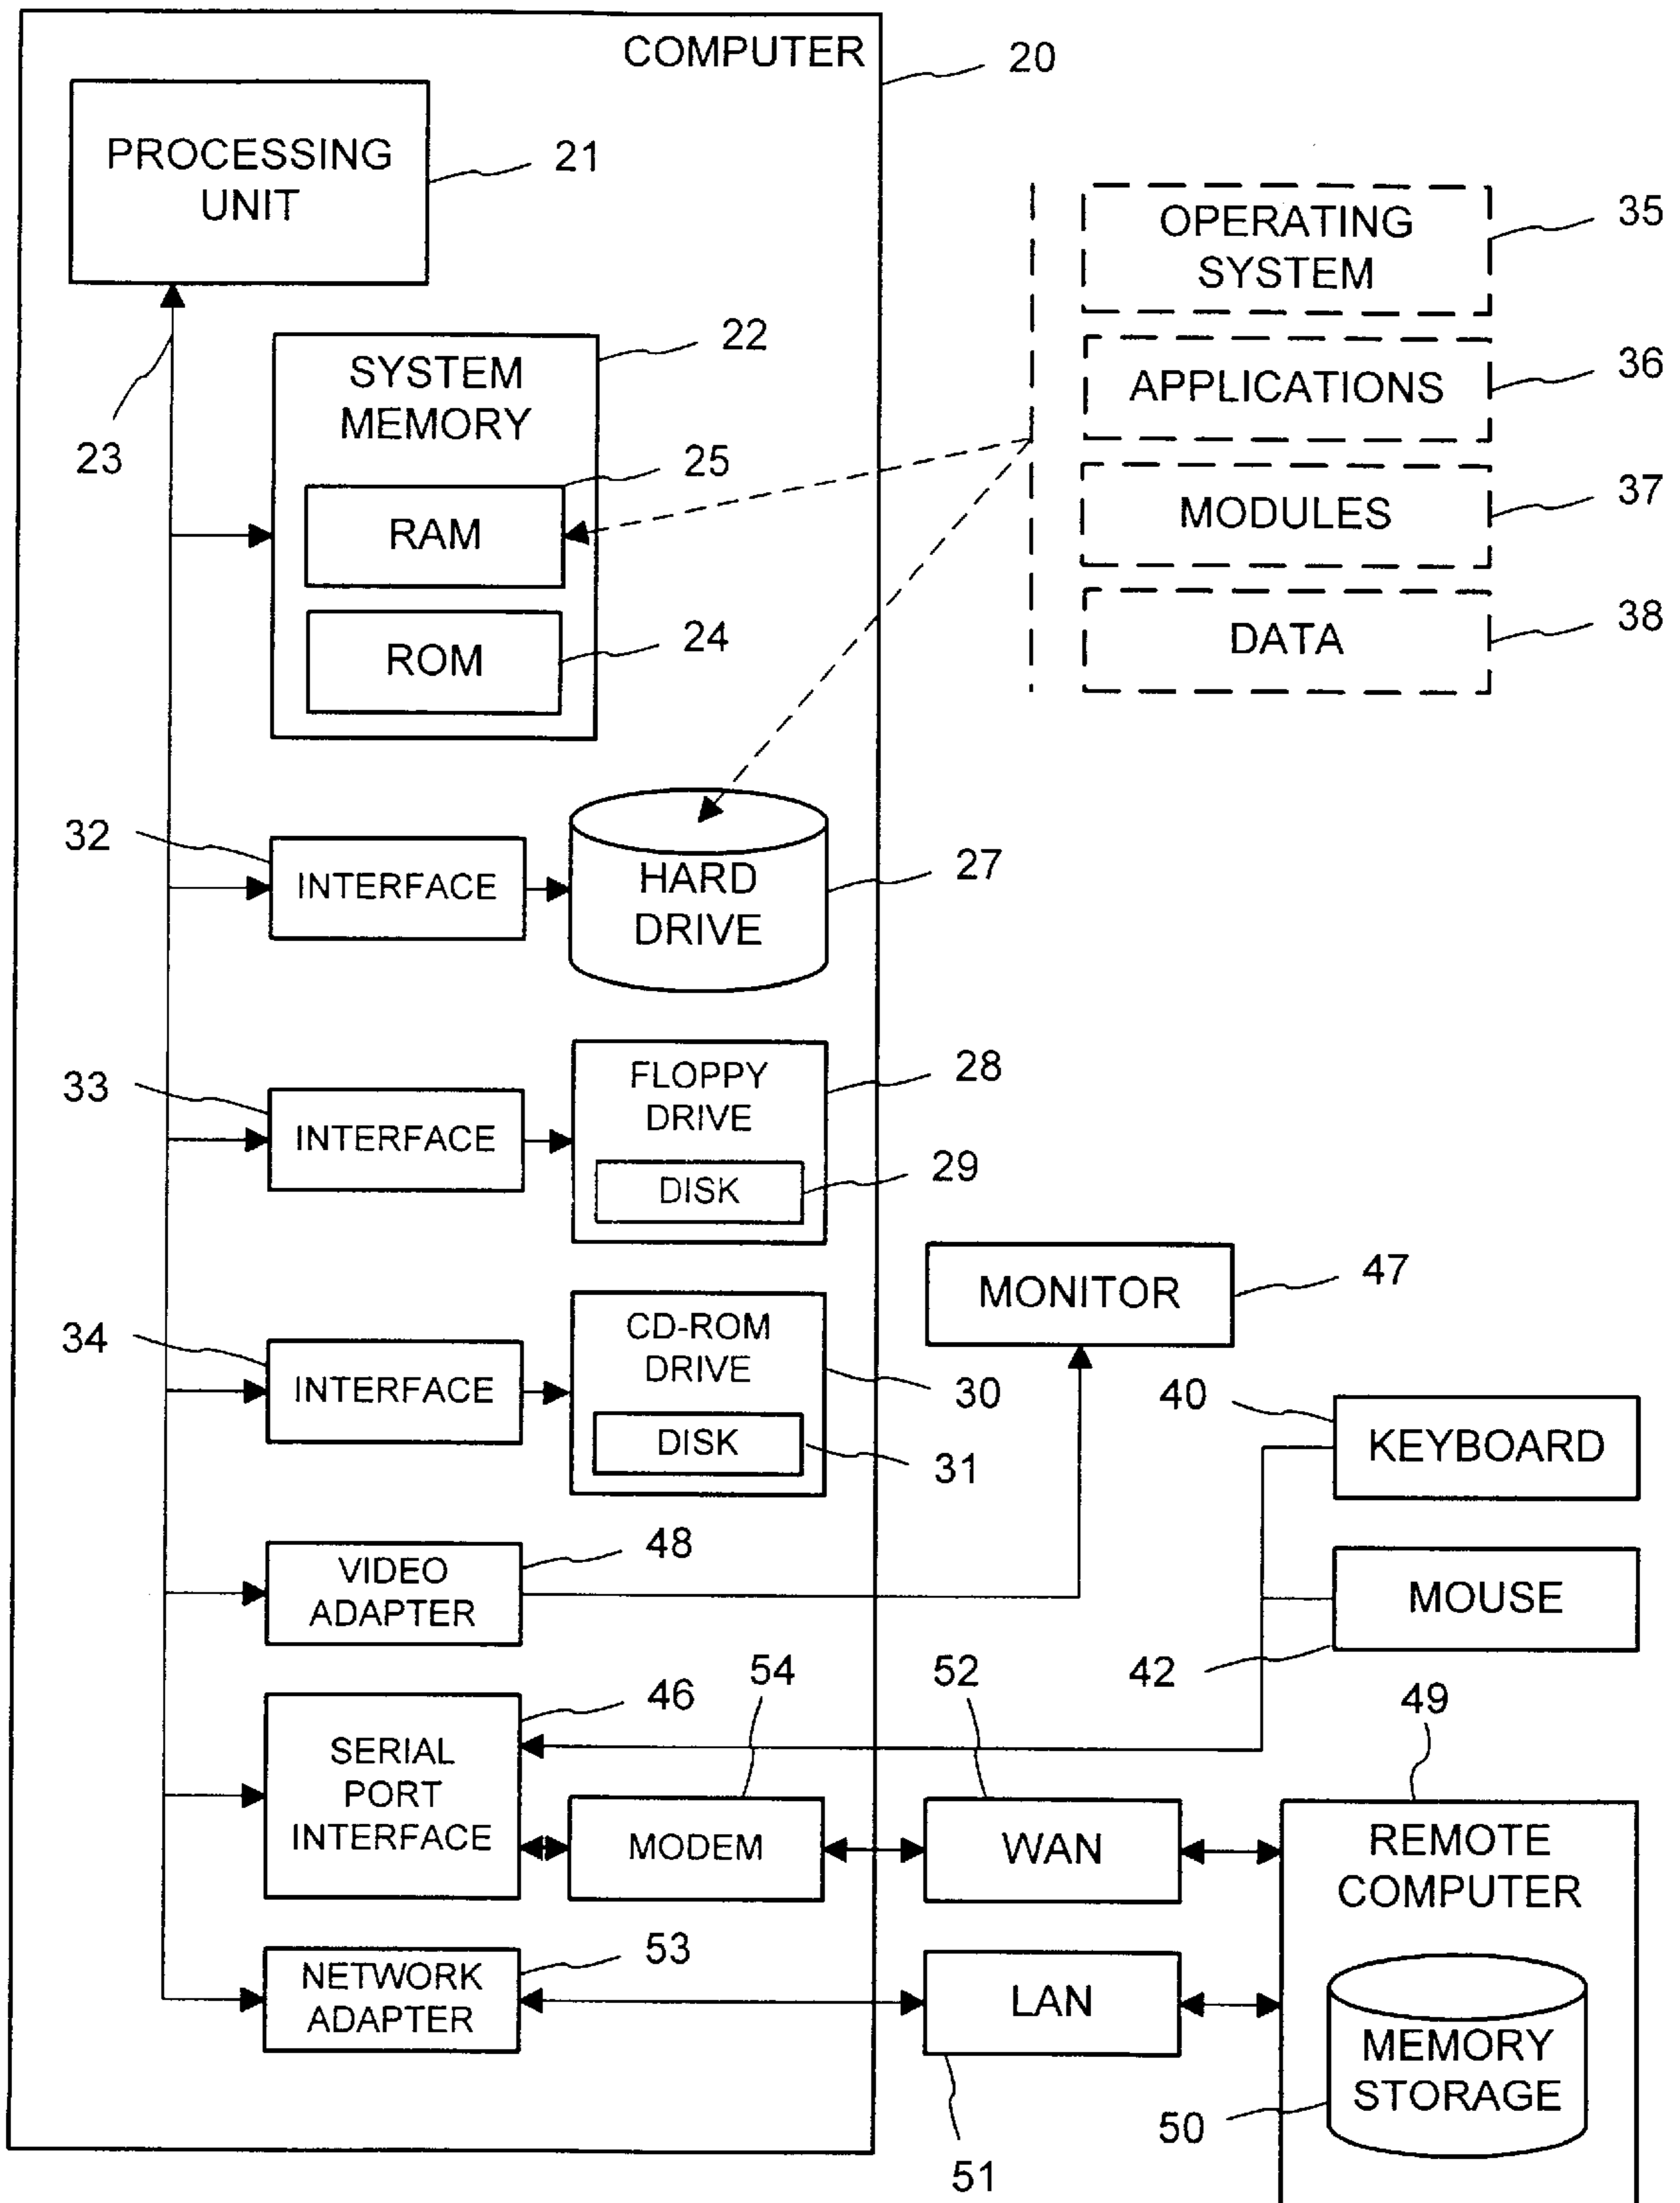 COMPUTER
20
PROCESSING
UNIT
21
OPERATING
SYSTEM
35
23
SYSTEM
MEMORY
22
APPLICATIONS
36
RAM
25
MODULES
37
ROM
24
DATA
38
32
INTERFACE
HARD
DRIVE
27
33
INTERFACE
FLOPPY
DRIVE
28
DISK
29
MONITOR
47
34
INTERFACE
CD-ROM
DRIVE
30
DISK
31
40
KEYBOARD
VIDEO
ADAPTER
48
MOUSE
42
SERIAL
PORT
INTERFACE
46
54
MODEM
52
WAN
49
REMOTE
COMPUTER
NETWORK
ADAPTER
53
LAN
51
MEMORY
STORAGE
50